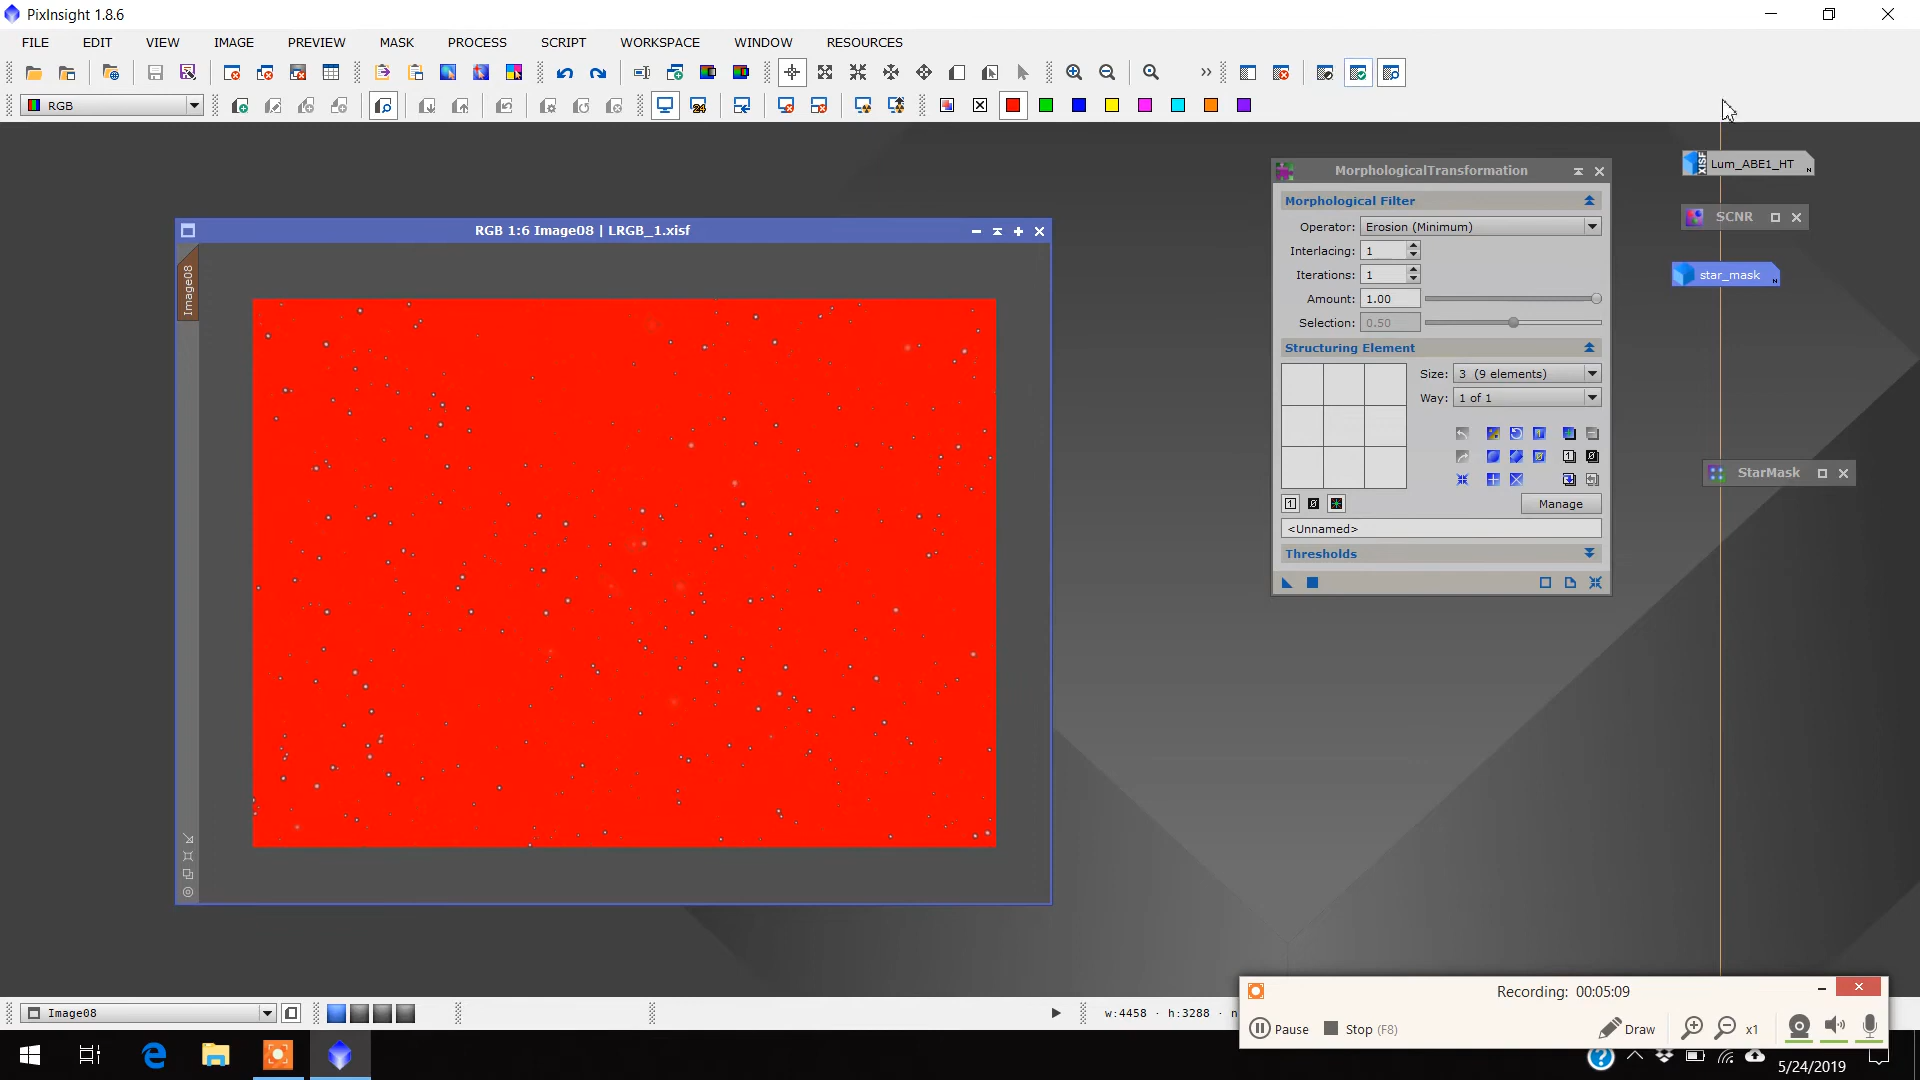 PixInsight 1.8.6
FILE EDIT VIEW IMAGE PREVIEW PROCESS MASK SCRIPT WORKSPACE WINDOW RESOURCES
RGB
24
Lum_ABE1_HT
XISF
N
SCNR
star_mask
N
StarMask
RGB 1:6 Image08 | LRGB_1.xisf
Image08
MorphologicalTransformation
Morphological Filter
Operator: Erosion (Minimum)
Interlacing: 1
Iterations: 1
Amount: 1.00
Selection: 0.50
Structuring Element
Size: 3 (9 elements)
Way: 1 of 1
Manage
<Unnamed>
Thresholds
Recording: 00:05:09
Pause Stop (F8) Draw x1
Image08
w:4458 · h:3288 · n
5/24/2019